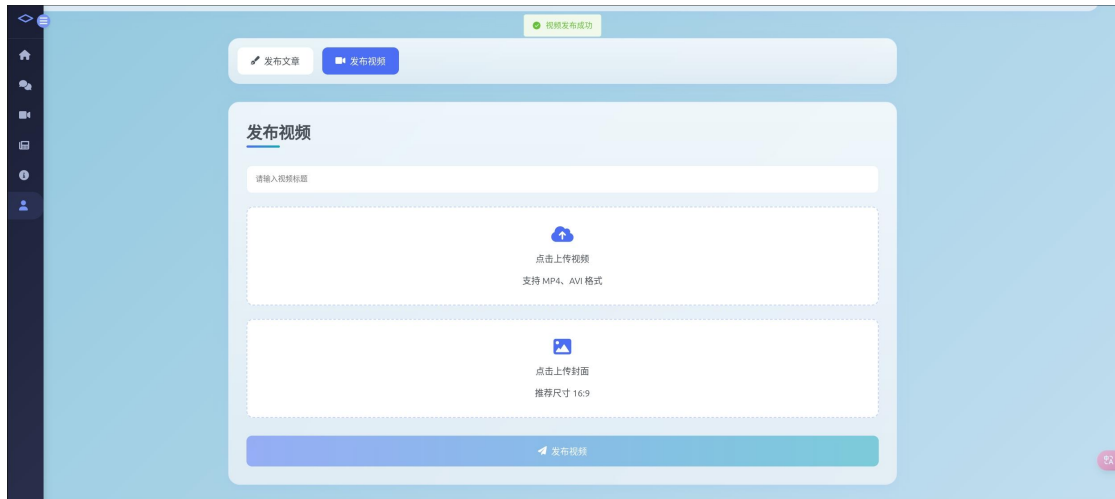 视频发布成功
发布文章
发布视频
发布视频
请输入视频标题
点击上传视频
支持 MP4、AVI 格式
点击上传封面
推荐尺寸 16:9
发布视频